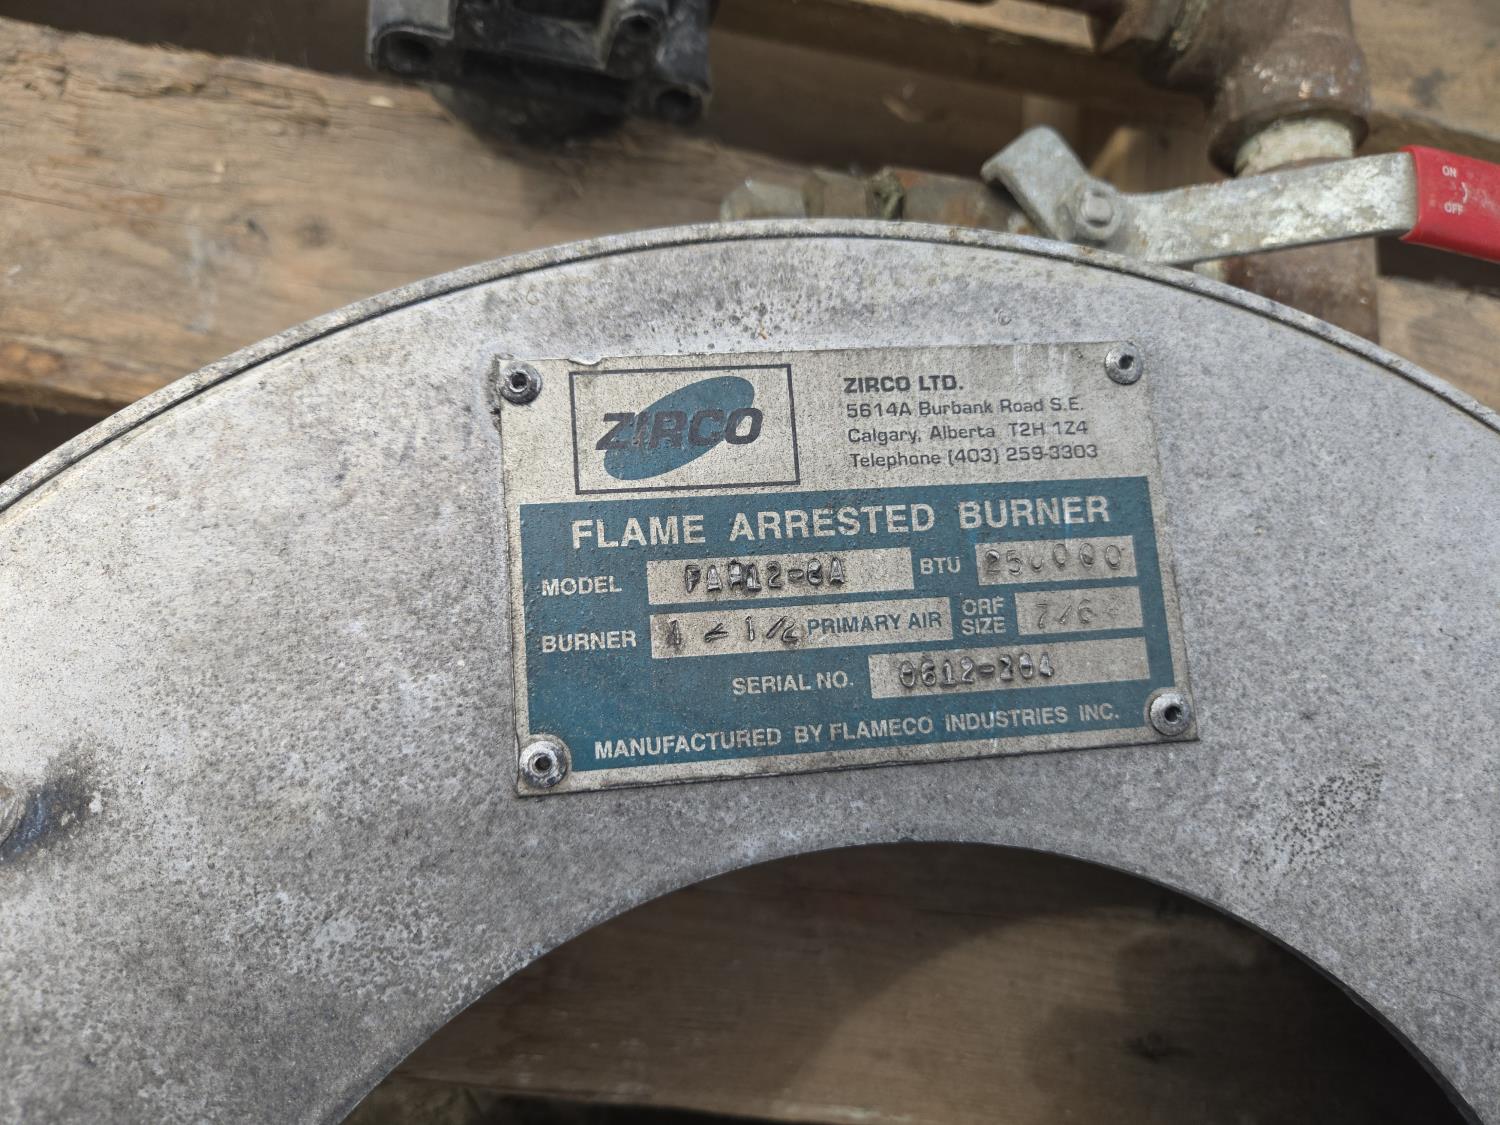 ON
OFF
ZIRCO
ZIRCO LTD.
5614A Burbank Road S.E.
Calgary, Alberta T2H 1Z4
Telephone (403) 259-3303
FLAME ARRESTED BURNER
MODEL BTU 250000
BURNER PRIMARY AIR ORF SIZE
SERIAL NO.
MANUFACTURED BY FLAMECO INDUSTRIES INC.